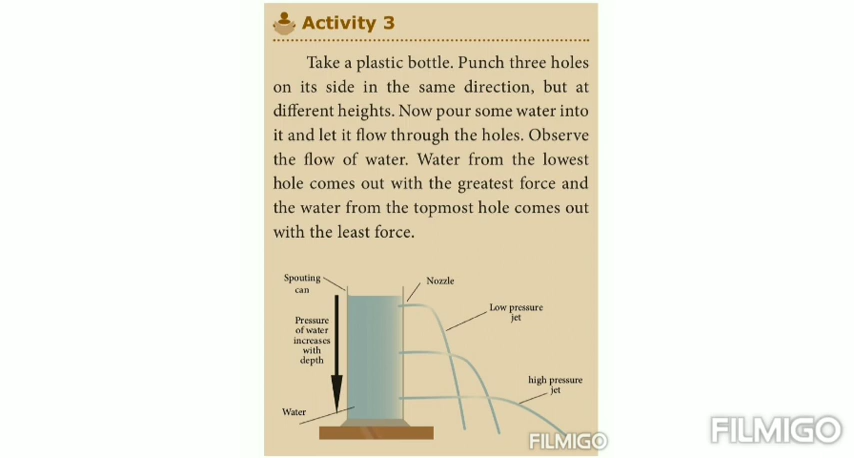 Activity 3
Take a plastic bottle. Punch three holes
on its side in the same direction, but at
different heights. Now pour some water into
it and let it flow through the holes. Observe
the flow of water. Water from the lowest
hole comes out with the greatest force and
the water from the topmost hole comes out
with the least force.
Spouting
can
Nozzle
Low pressure
jet
Pressure
of water
increases
with
depth
high pressure
jet
Water
FILMIGO
FILMIGO